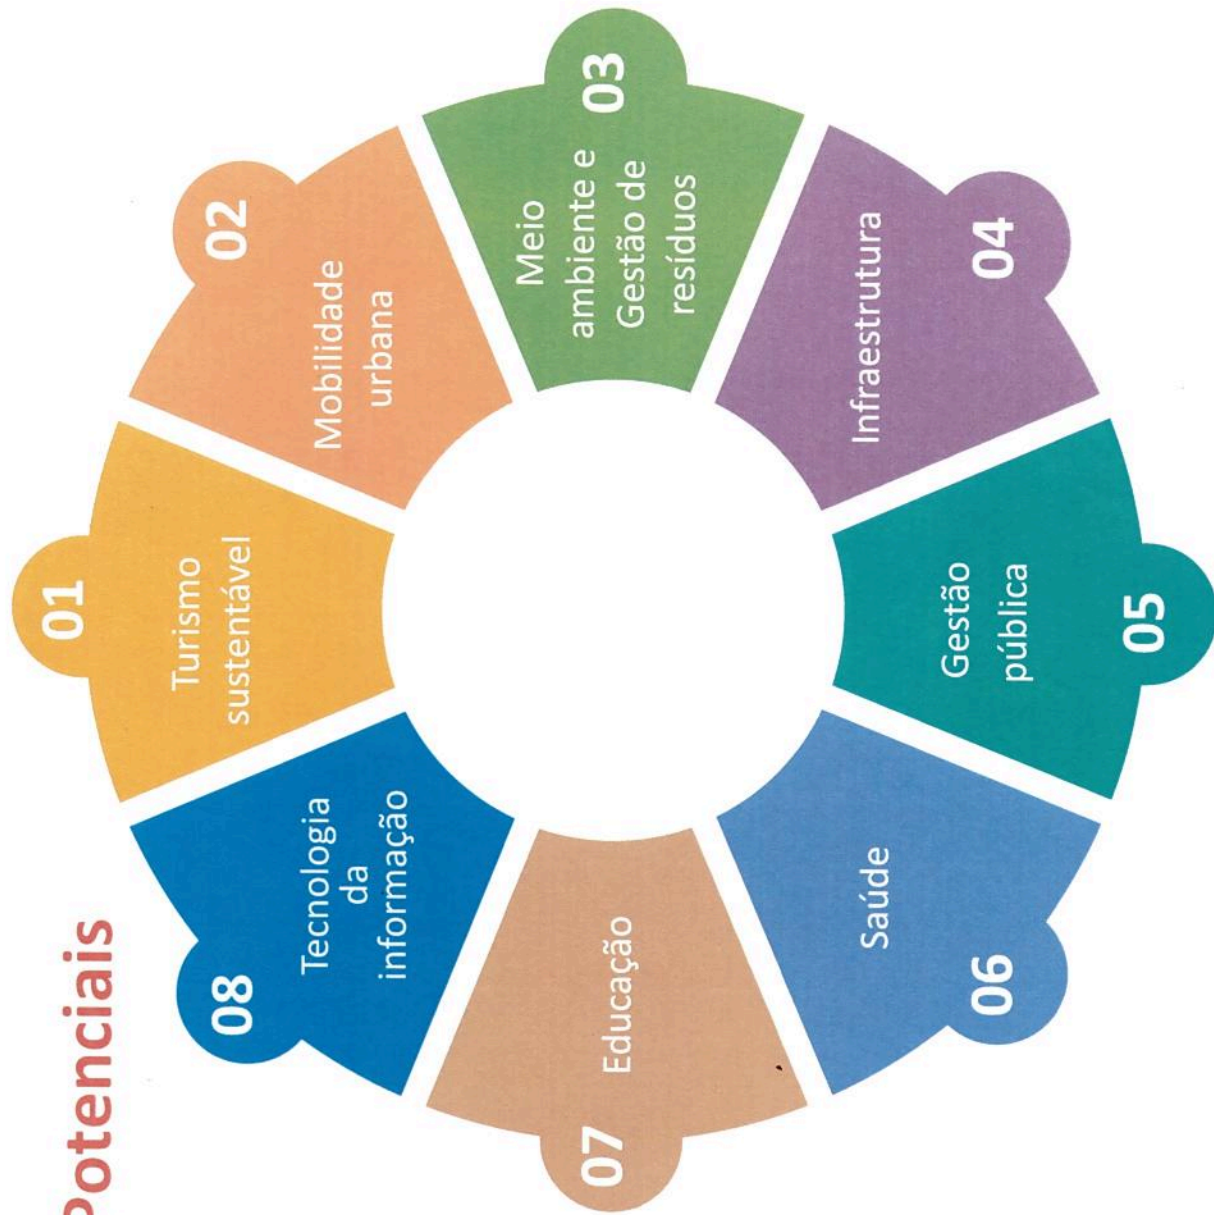 Potenciais
01
Turismo
sustentável
02
Mobilidade
urbana
03
Meio
ambiente e
Gestão de
resíduos
04
Infraestrutura
05
Gestão
pública
06
Saúde
07
Educação
08
Tecnologia
da
informação